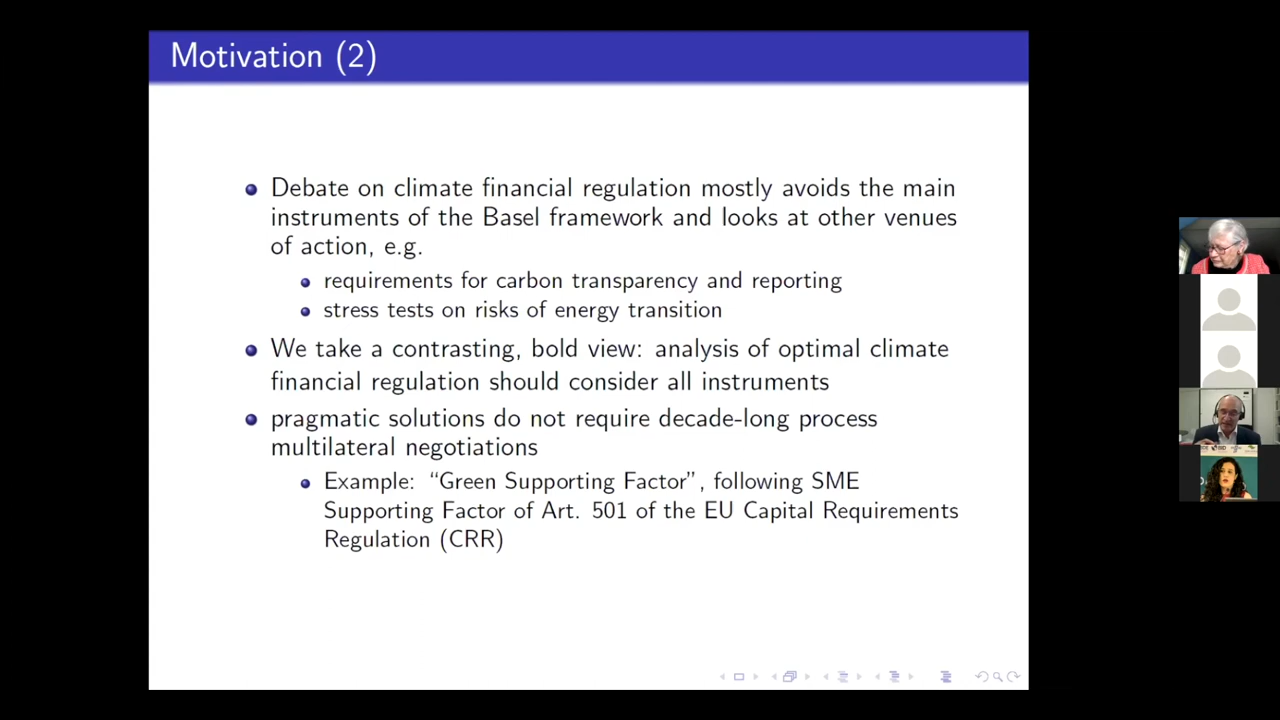 Motivation (2)
Debate on climate financial regulation mostly avoids the main
instruments of the Basel framework and looks at other venues
of action, e.g.
requirements for carbon transparency and reporting
stress tests on risks of energy transition
We take a contrasting, bold view: analysis of optimal climate
financial regulation should consider all instruments
pragmatic solutions do not require decade-long process
multilateral negotiations
Example: “Green Supporting Factor”, following SME
Supporting Factor of Art. 501 of the EU Capital Requirements
Regulation (CRR)